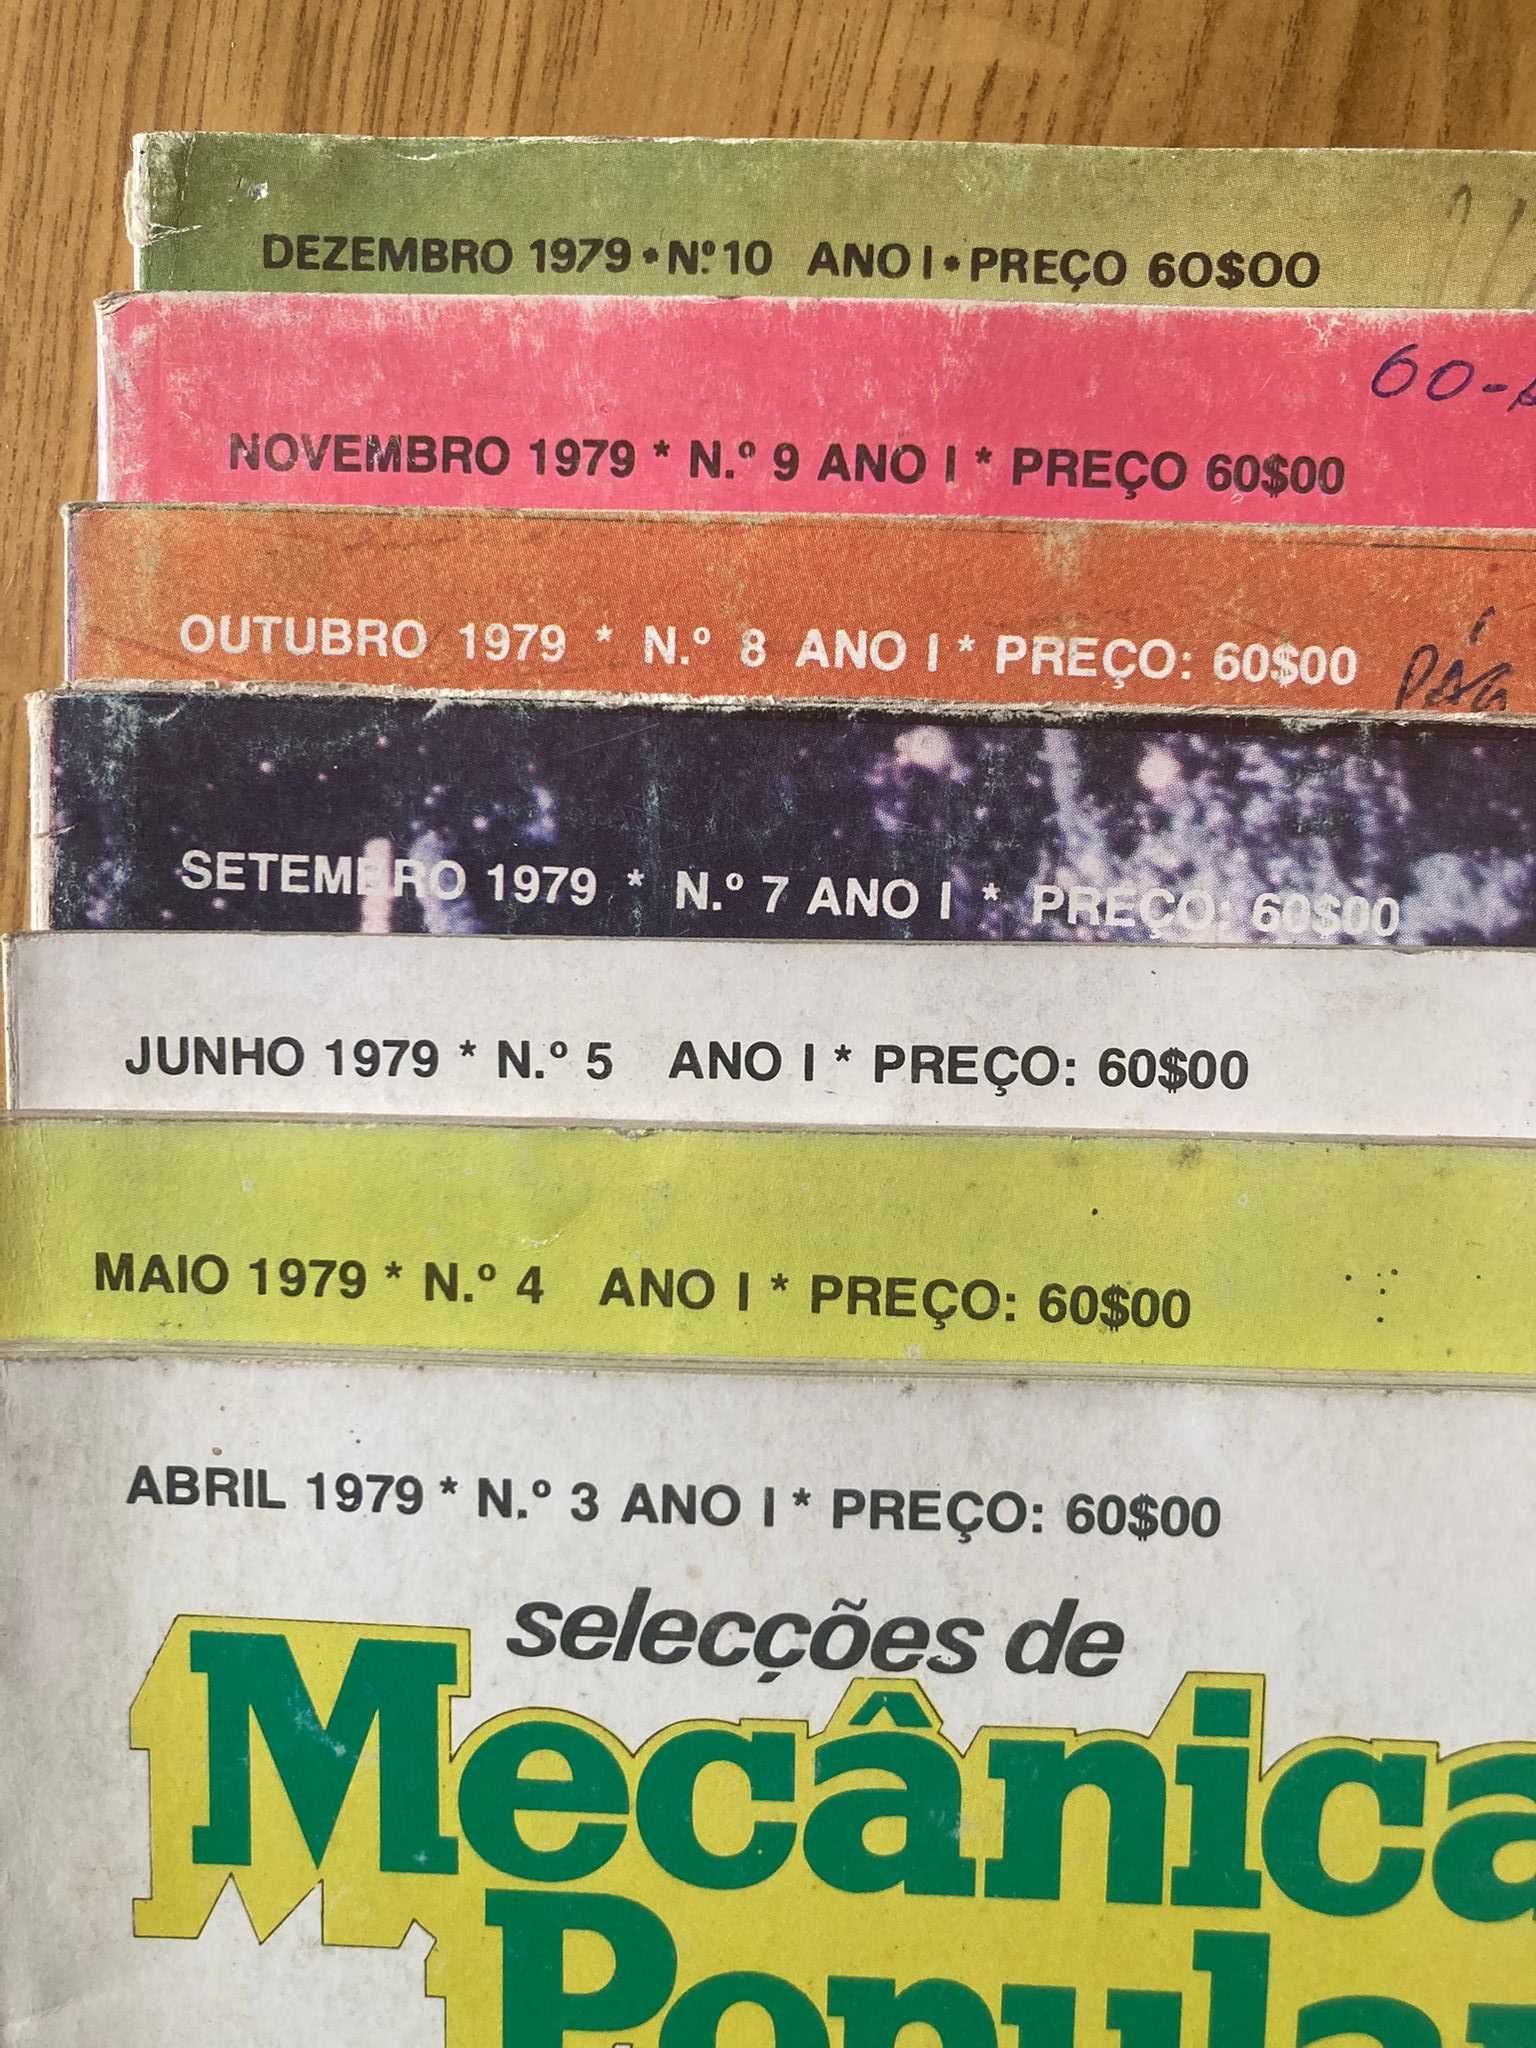 DEZEMBRO 1979 • N.º 10 ANO I • PREÇO 60$00
60-
NOVEMBRO 1979 * N.º 9 ANO I * PREÇO 60$00
OUTUBRO 1979 * N.º 8 ANO I * PREÇO: 60$00
PÁG
SETEMBRO 1979 * N.º 7 ANO I * PREÇO: 60$00
JUNHO 1979 * N.º 5 ANO I * PREÇO: 60$00
MAIO 1979 * N.º 4 ANO I * PREÇO: 60$00
ABRIL 1979 * N.º 3 ANO I * PREÇO: 60$00
selecções de
Mecânica
Popular